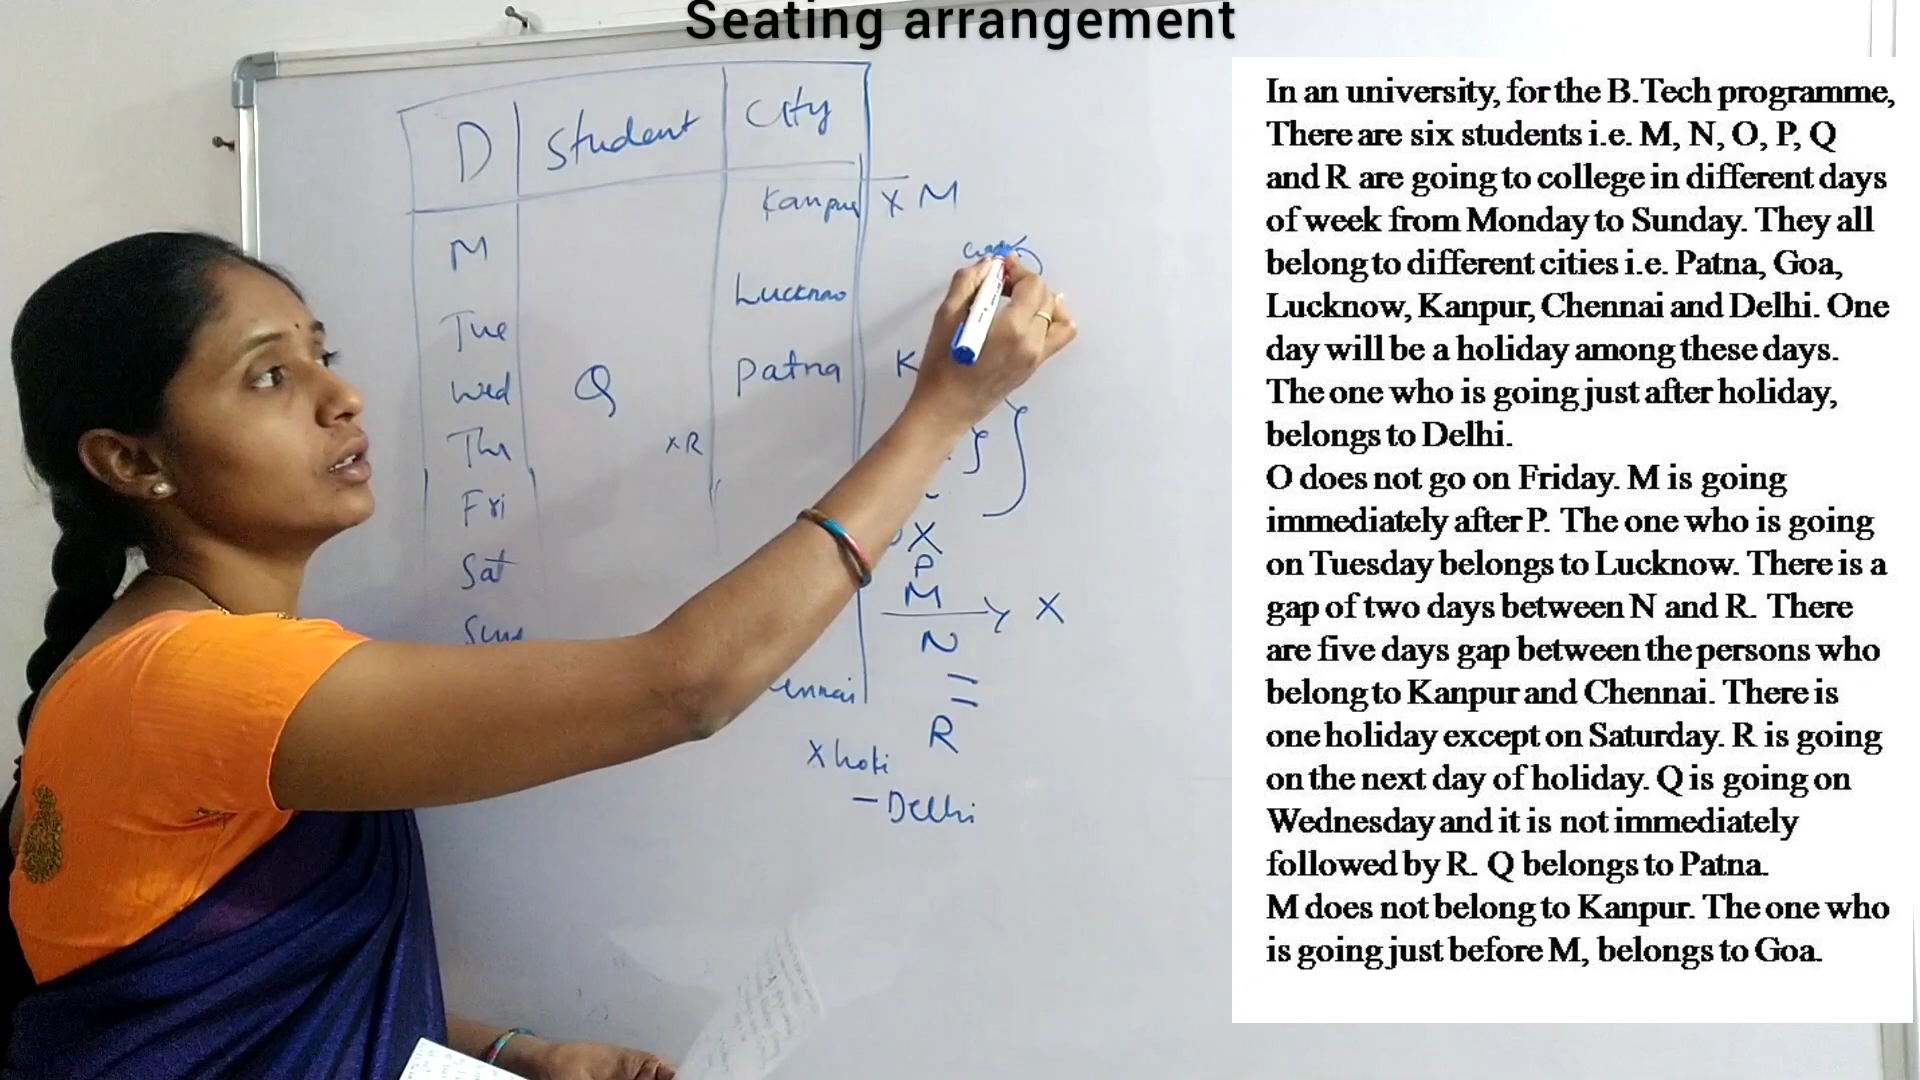 Seating arrangement
D Student City
Kanpur X M
M
Lucknao
Tue
Patna K
Wed Q
Thr X R
Fri
X
Sat P
M X
Sun N
ennai
R
X holi
- Delhi
In an university, for the B.Tech programme,
There are six students i.e. M, N, O, P, Q
and R are going to college in different days
of week from Monday to Sunday. They all
belong to different cities i.e. Patna, Goa,
Lucknow, Kanpur, Chennai and Delhi. One
day will be a holiday among these days.
The one who is going just after holiday,
belongs to Delhi.
O does not go on Friday. M is going
immediately after P. The one who is going
on Tuesday belongs to Lucknow. There is a
gap of two days between N and R. There
are five days gap between the persons who
belong to Kanpur and Chennai. There is
one holiday except on Saturday. R is going
on the next day of holiday. Q is going on
Wednesday and it is not immediately
followed by R. Q belongs to Patna.
M does not belong to Kanpur. The one who
is going just before M, belongs to Goa.